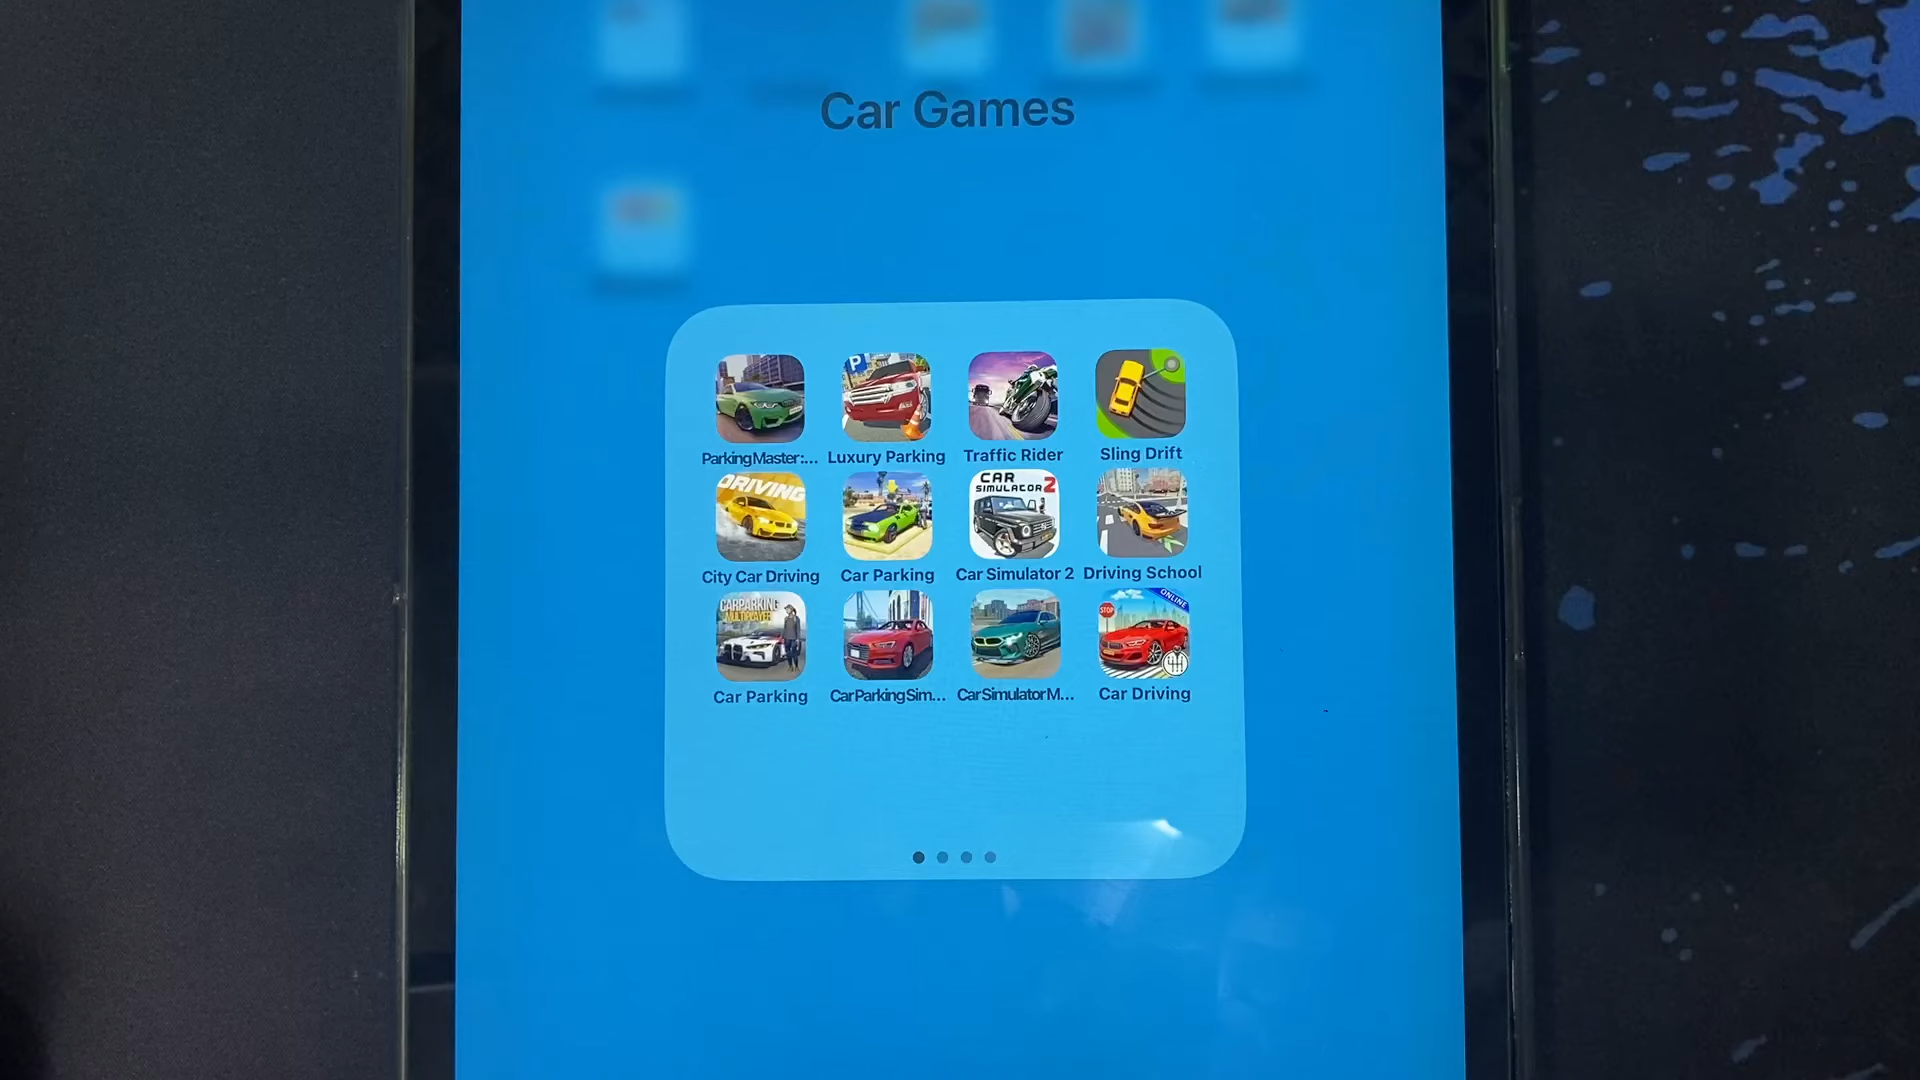 Car Games
P
ParkingMaster:... Luxury Parking Traffic Rider Sling Drift
DRIVING
CAR
SIMULATOR 2
City Car Driving Car Parking Car Simulator 2 Driving School
CARPARKING
MULTIPLAYER
STOP
ONLINE
Car Parking CarParkingSim... CarSimulatorM... Car Driving